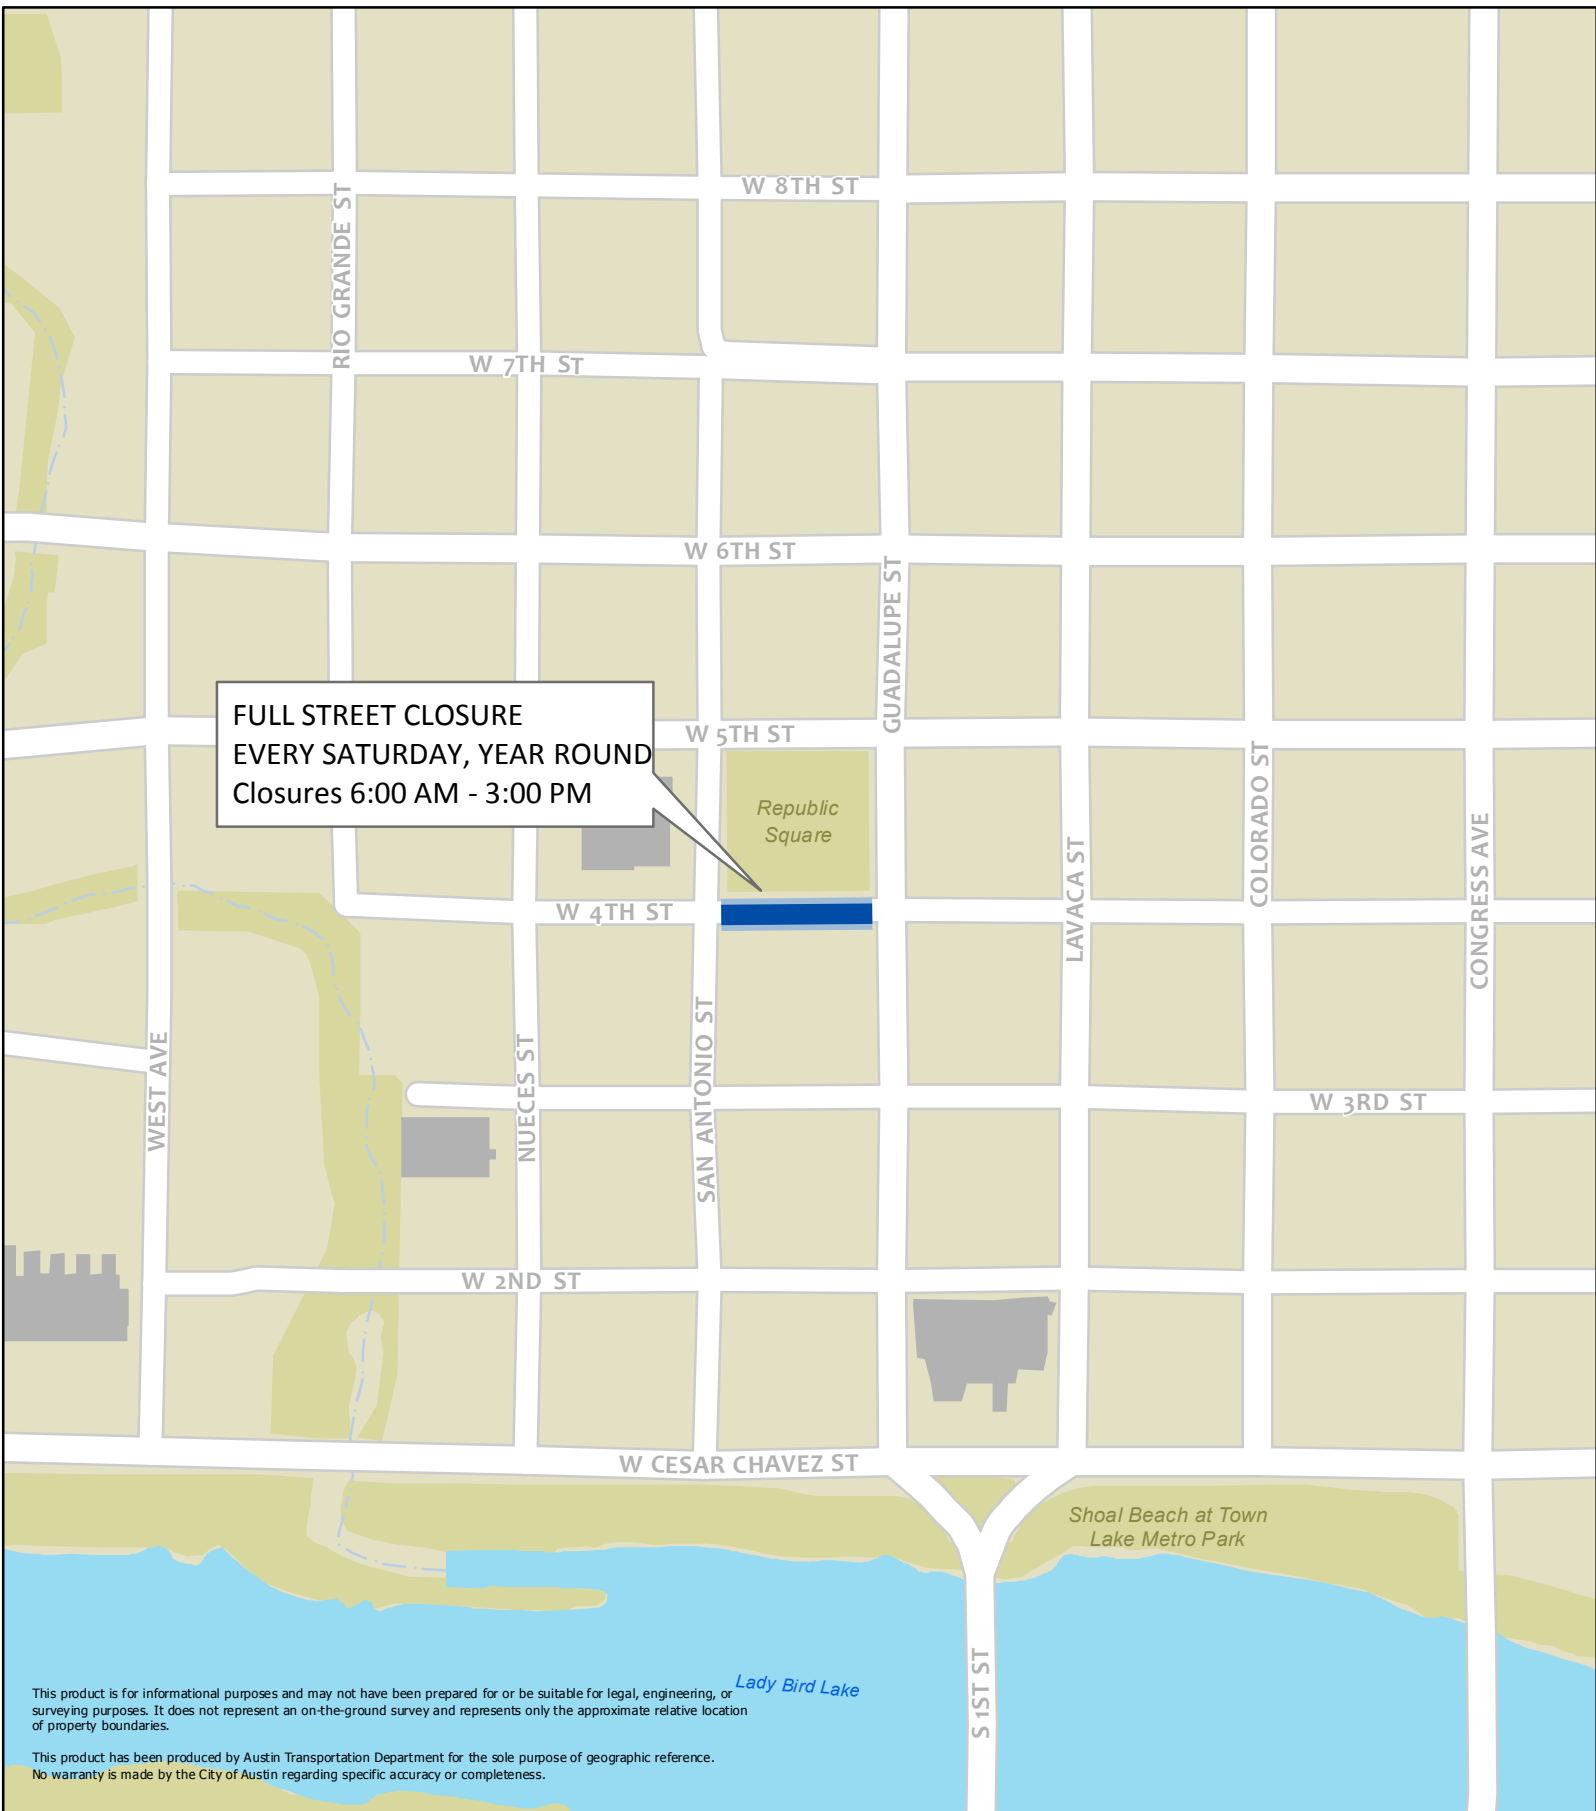 W 8TH ST
RIO GRANDE ST
W 7TH ST
W 6TH ST
GUADALUPE ST
FULL STREET CLOSURE
EVERY SATURDAY, YEAR ROUND
Closures 6:00 AM - 3:00 PM
W 5TH ST
Republic
Square
COLORADO ST
LAVACA ST
CONGRESS AVE
W 4TH ST
WEST AVE
NUECES ST
SAN ANTONIO ST
W 3RD ST
W 2ND ST
W CESAR CHAVEZ ST
Shoal Beach at Town
Lake Metro Park
S 1ST ST
Lady Bird Lake
This product is for informational purposes and may not have been prepared for or be suitable for legal, engineering, or
surveying purposes. It does not represent an on-the-ground survey and represents only the approximate relative location
of property boundaries.
This product has been produced by Austin Transportation Department for the sole purpose of geographic reference.
No warranty is made by the City of Austin regarding specific accuracy or completeness.